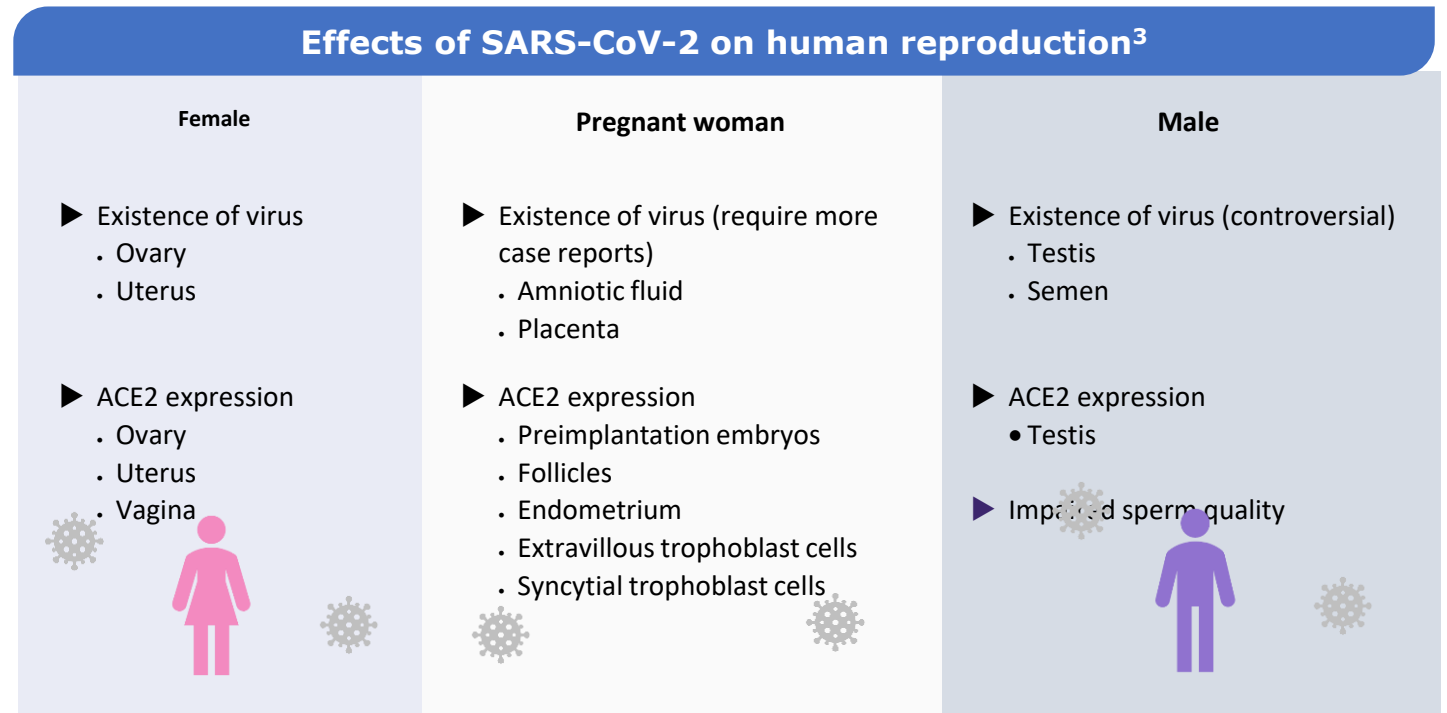 Effects of SARS-CoV-2 on human reproduction³
Female
▶ Existence of virus
• Ovary
• Uterus
▶ ACE2 expression
• Ovary
• Uterus
• Vagina
Pregnant woman
▶ Existence of virus (require more
case reports)
• Amniotic fluid
• Placenta
▶ ACE2 expression
• Preimplantation embryos
• Follicles
• Endometrium
• Extravillous trophoblast cells
• Syncytial trophoblast cells
Male
▶ Existence of virus (controversial)
• Testis
• Semen
▶ ACE2 expression
• Testis
▶ Impaired sperm quality